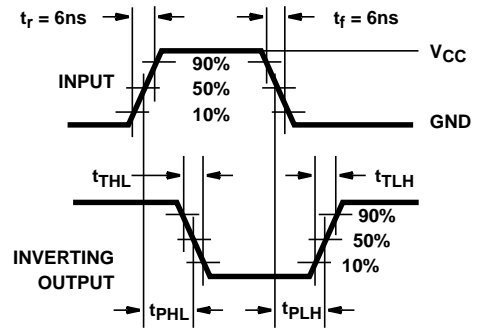 tr = 6ns tf = 6ns
VCC
90%
INPUT 50%
10%
GND
tTHL tTLH
90%
50%
INVERTING
OUTPUT
10%
tPHL tPLH